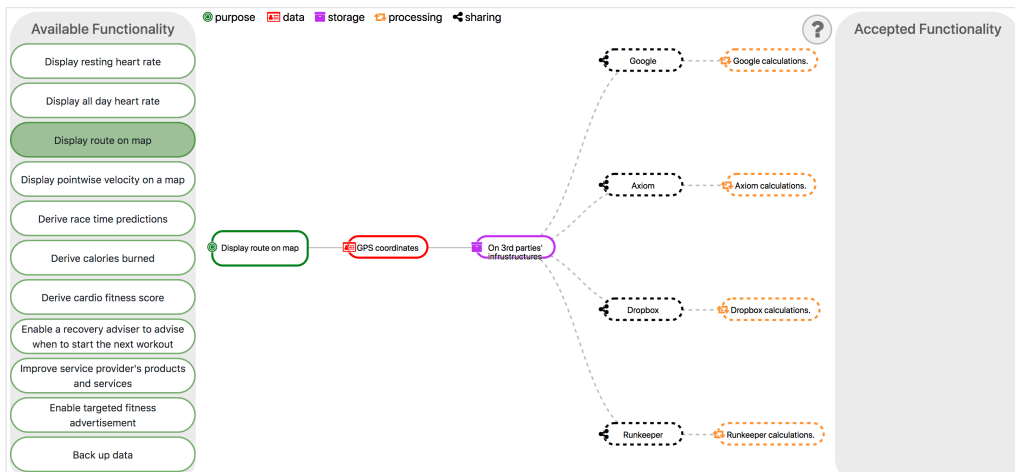 Available Functionality
purpose data storage processing sharing
?
Accepted Functionality
Display resting heart rate
Display all day heart rate
Display route on map
Display pointwise velocity on a map
Derive race time predictions
Derive calories burned
Derive cardio fitness score
Enable a recovery adviser to advise
when to start the next workout
Improve service provider's products
and services
Enable targeted fitness
advertisement
Back up data
Display route on map
GPS coordinates
On 3rd parties'
infrustructures
Google
Google calculations.
Axiom
Axiom calculations.
Dropbox
Dropbox calculations.
Runkeeper
Runkeeper calculations.